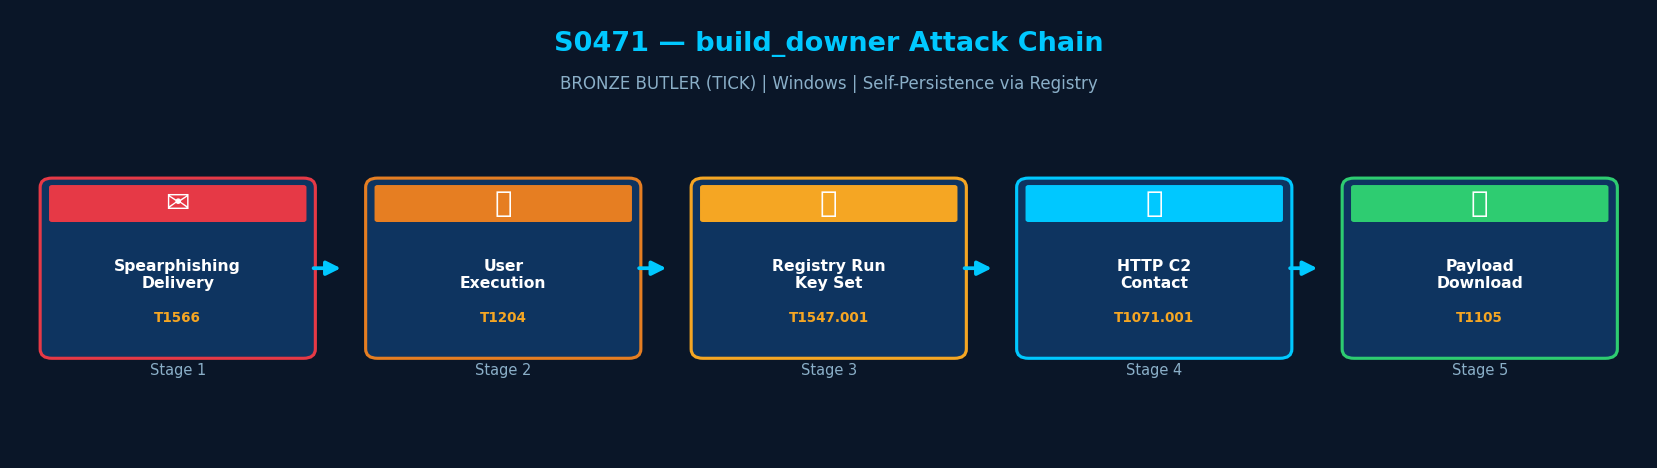 S0471 — build_downer Attack Chain
BRONZE BUTLER (TICK) | Windows | Self-Persistence via Registry
Spearphishing
Delivery
T1566
Stage 1
User
Execution
T1204
Stage 2
Registry Run
Key Set
T1547.001
Stage 3
HTTP C2
Contact
T1071.001
Stage 4
Payload
Download
T1105
Stage 5